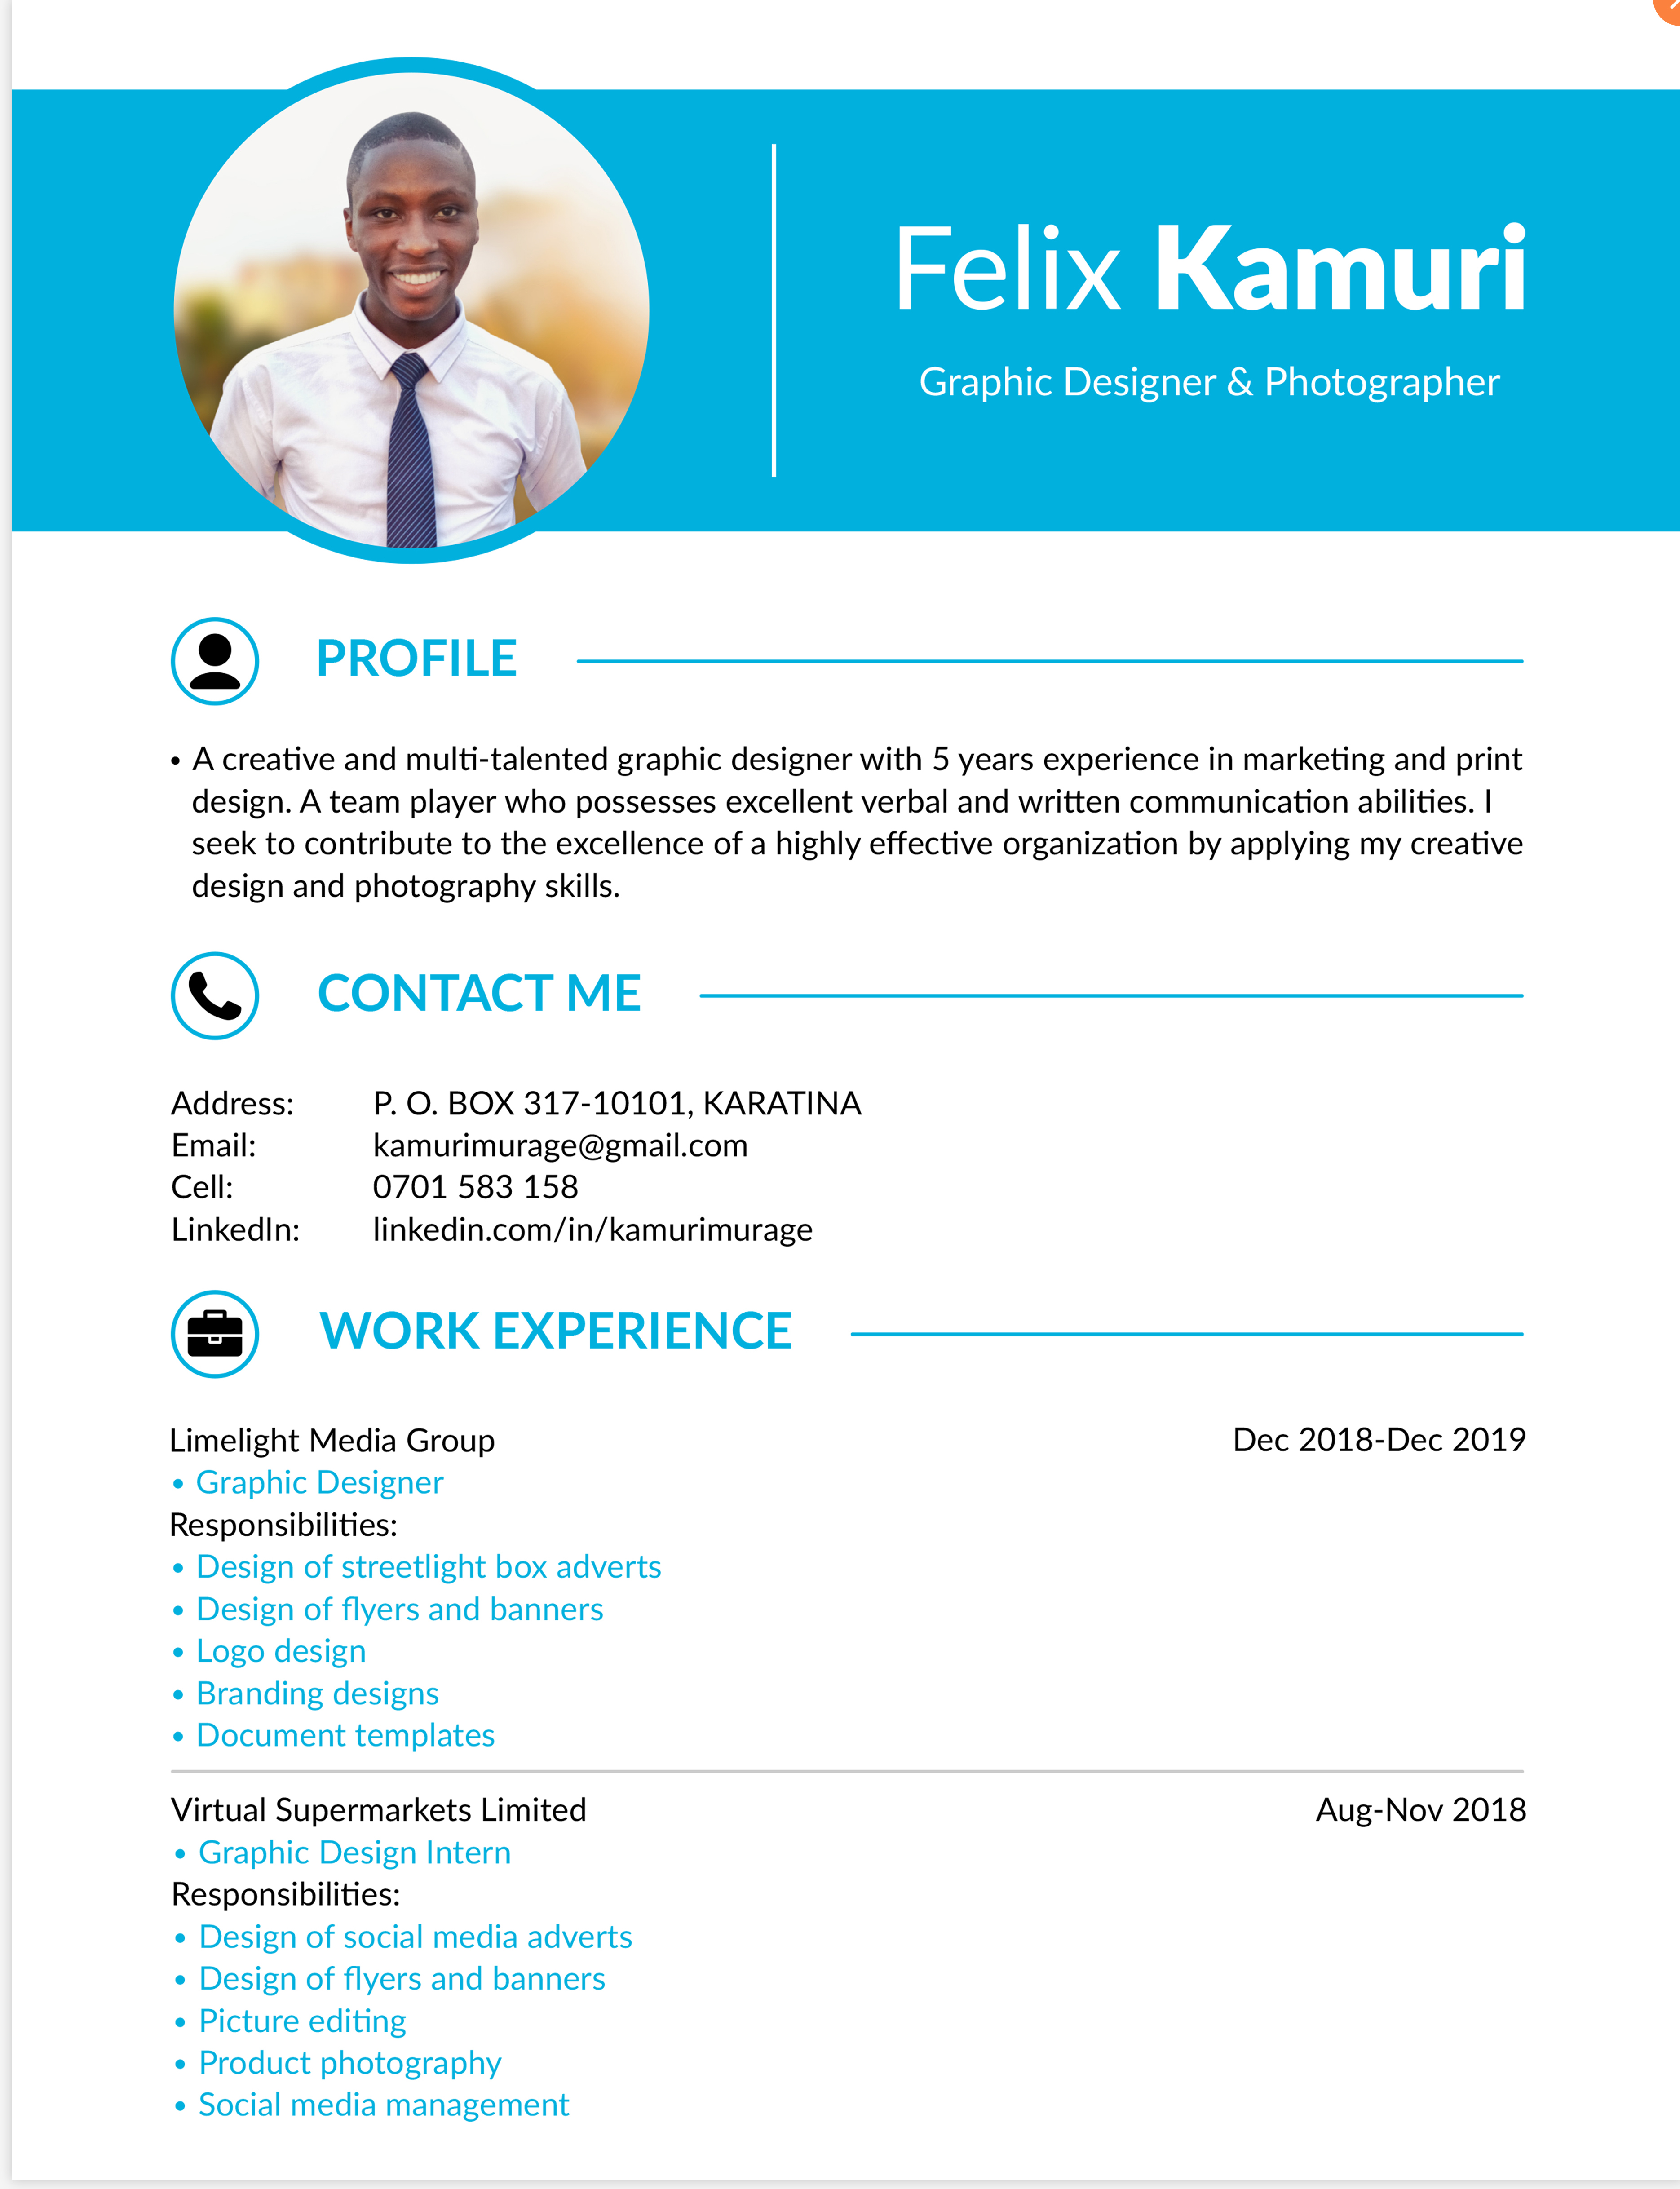 Felix Kamuri
Graphic Designer & Photographer
PROFILE
• A creative and multi-talented graphic designer with 5 years experience in marketing and print
design. A team player who possesses excellent verbal and written communication abilities. I
seek to contribute to the excellence of a highly effective organization by applying my creative
design and photography skills.
CONTACT ME
Address: P. O. BOX 317-10101, KARATINA
Email: kamurimurage@gmail.com
Cell: 0701 583 158
LinkedIn: linkedin.com/in/kamurimurage
WORK EXPERIENCE
Limelight Media Group Dec 2018-Dec 2019
• Graphic Designer
Responsibilities:
• Design of streetlight box adverts
• Design of flyers and banners
• Logo design
• Branding designs
• Document templates
Virtual Supermarkets Limited Aug-Nov 2018
• Graphic Design Intern
Responsibilities:
• Design of social media adverts
• Design of flyers and banners
• Picture editing
• Product photography
• Social media management